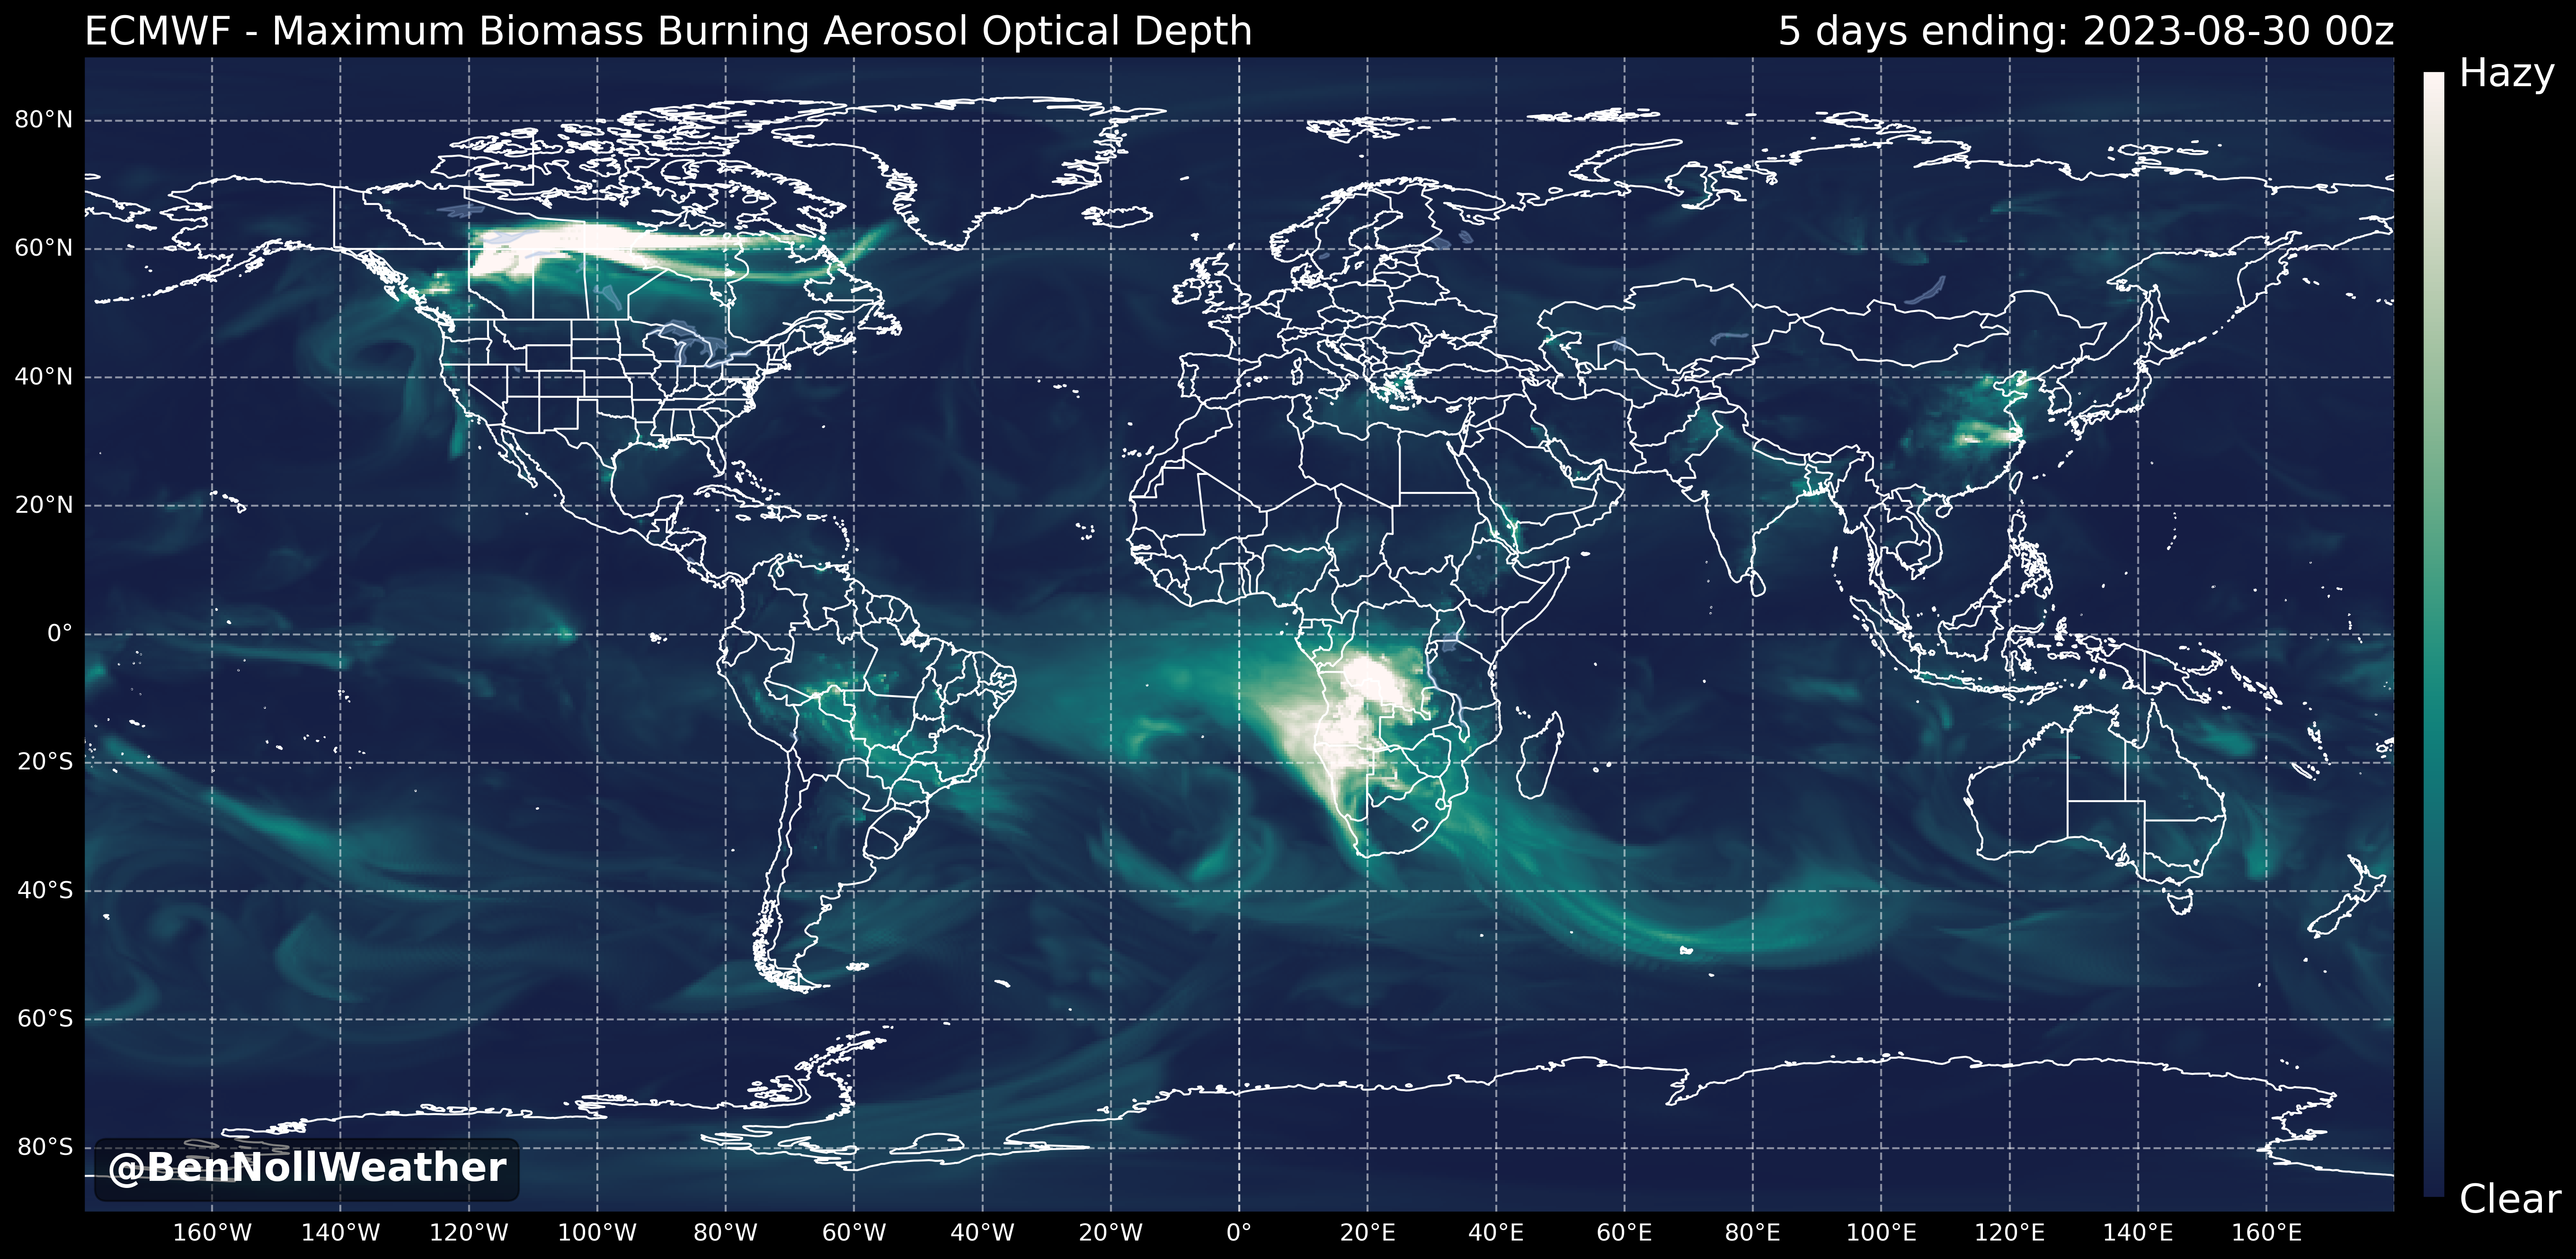 ECMWF - Maximum Biomass Burning Aerosol Optical Depth
5 days ending: 2023-08-30 00z
Hazy
80°N
60°N
40°N
20°N
0°
20°S
40°S
60°S
80°S
@BenNollWeather
Clear
160°W 140°W 120°W 100°W 80°W 60°W 40°W 20°W 0° 20°E 40°E 60°E 80°E 100°E 120°E 140°E 160°E